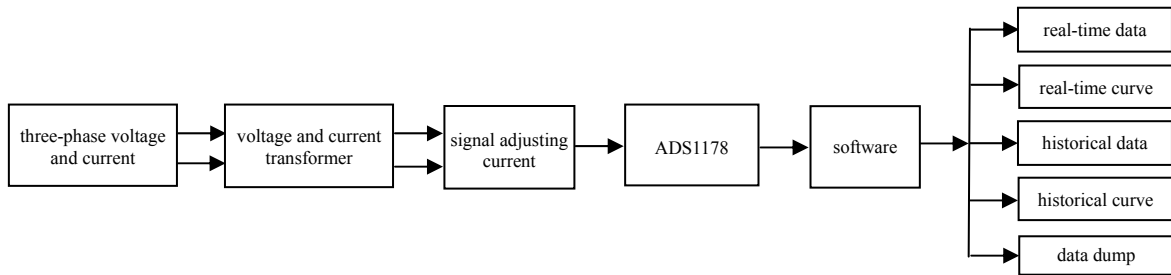 three-phase voltage
and current
voltage and current
transformer
signal adjusting
current
ADS1178
software
real-time data
real-time curve
historical data
historical curve
data dump